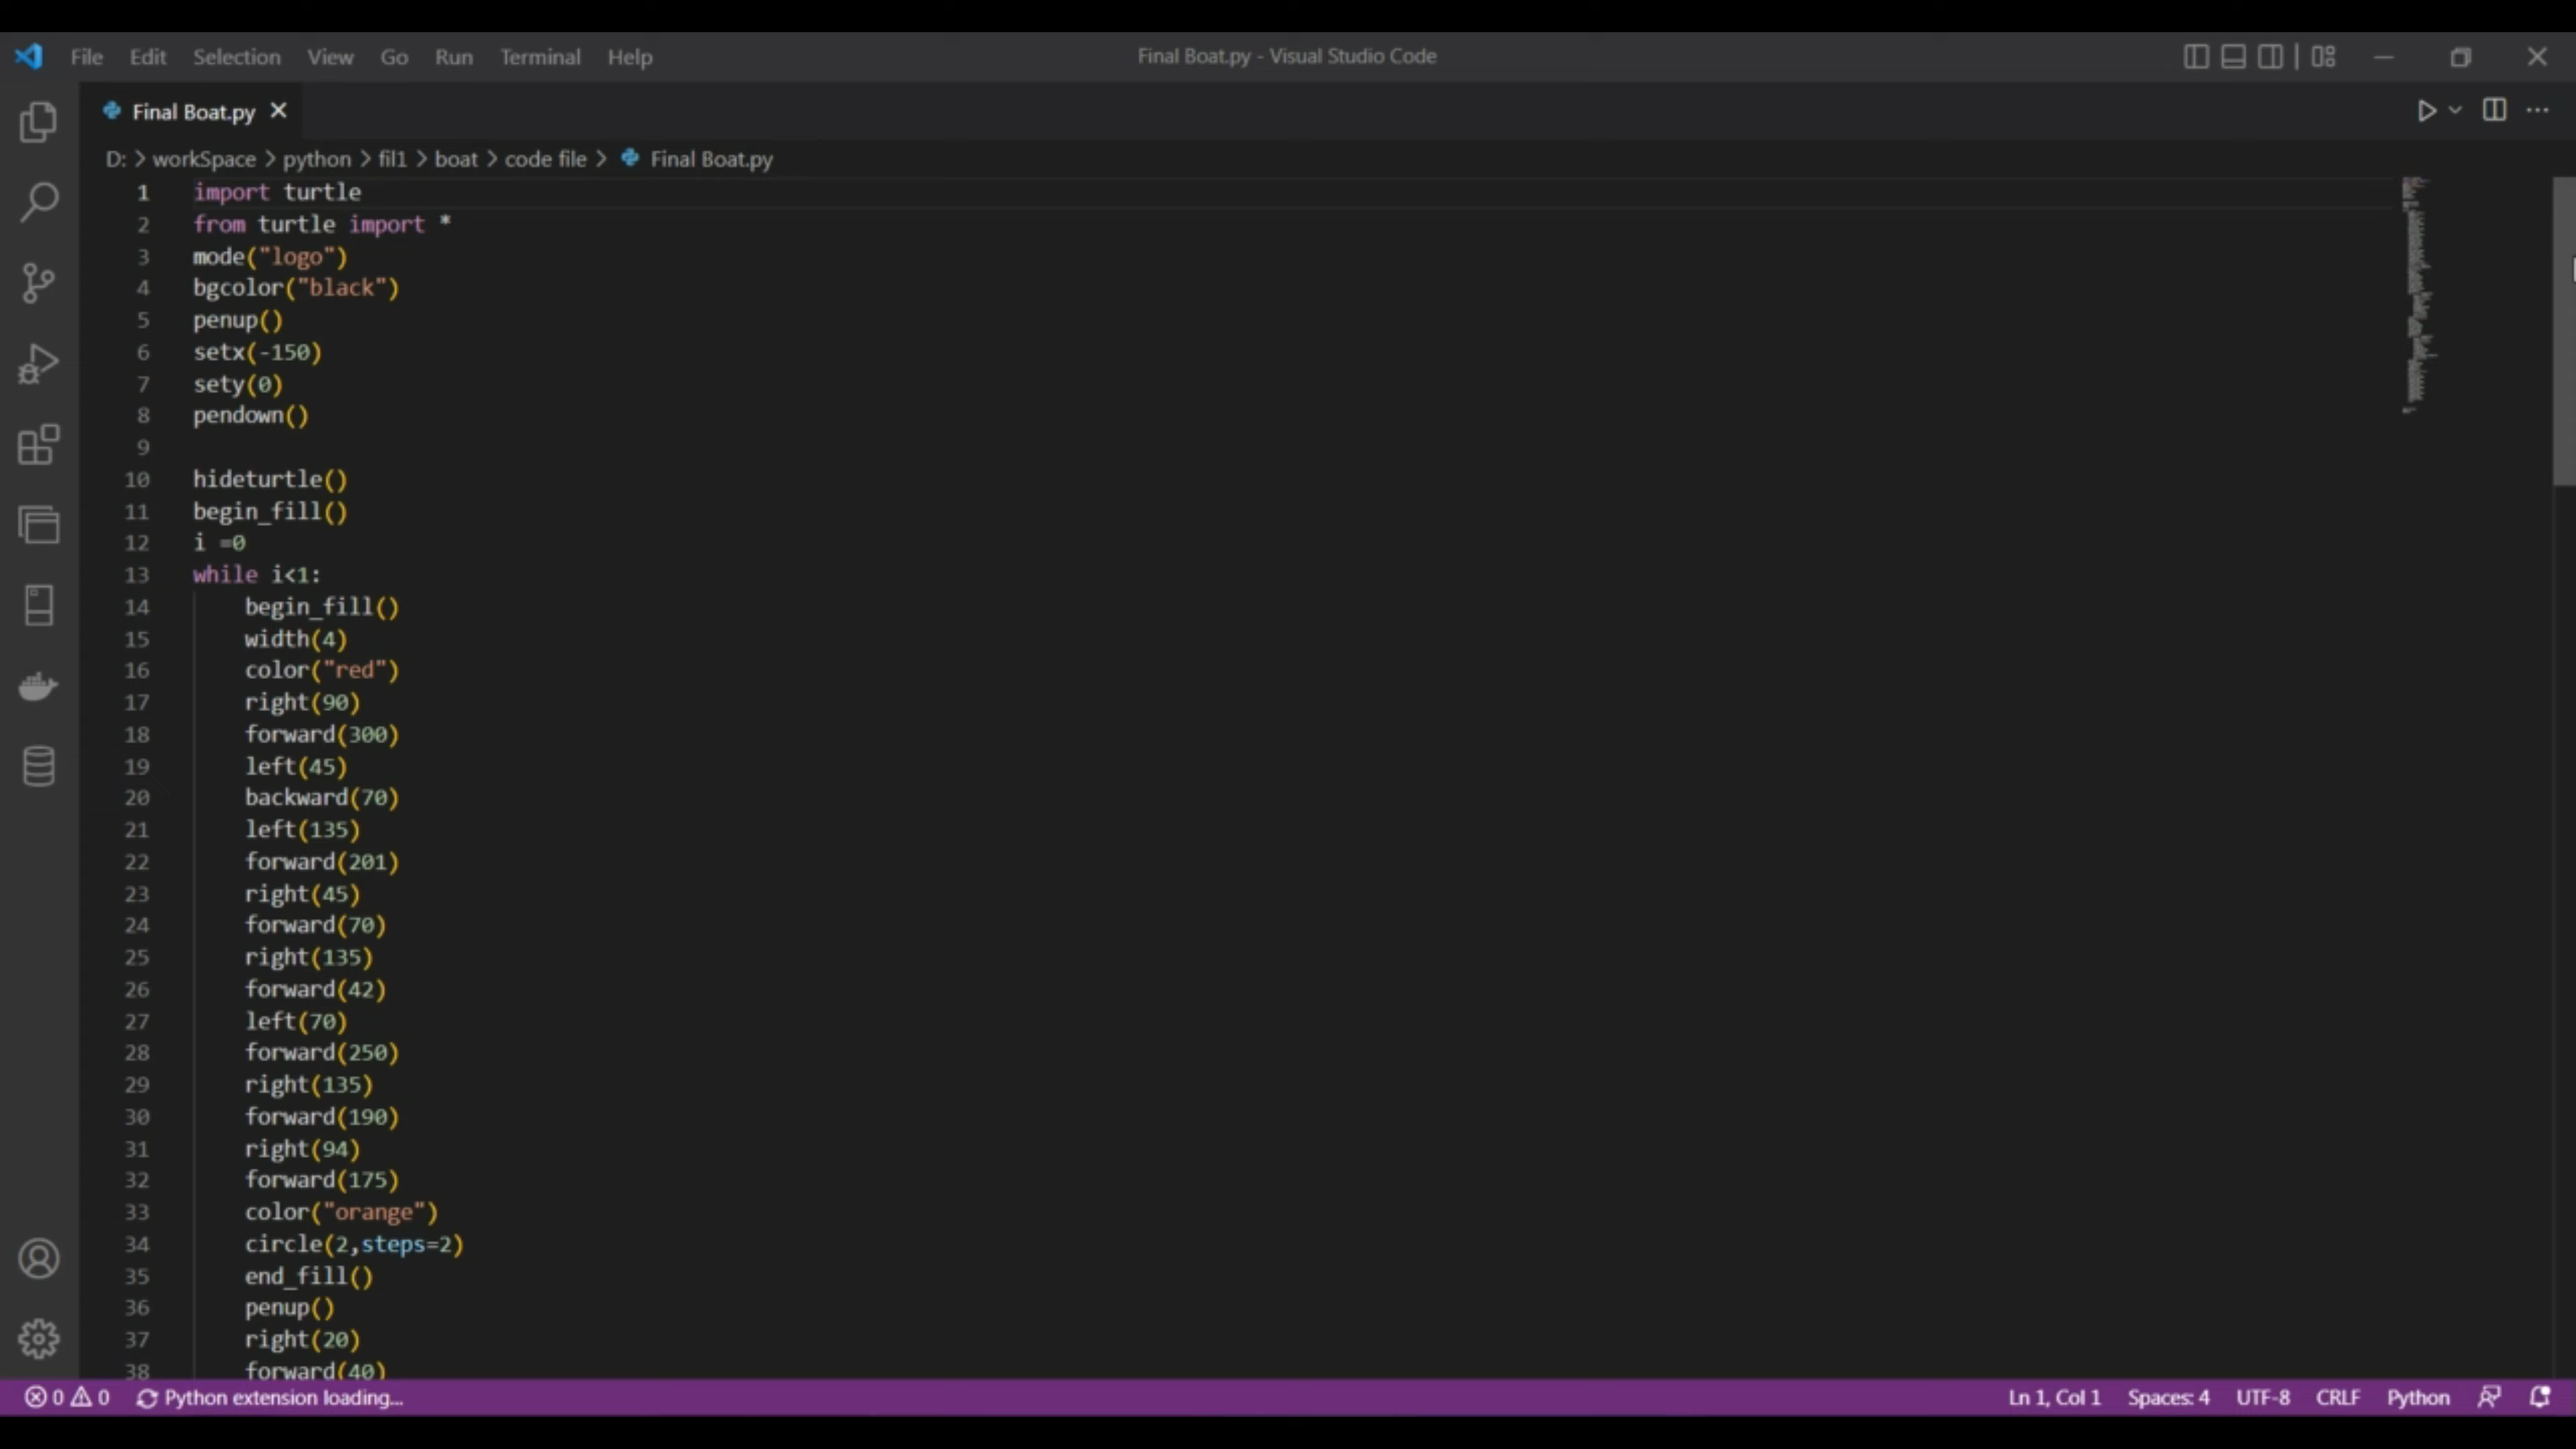 File Edit Selection View Go Run Terminal Help
Final Boat.py - Visual Studio Code
Final Boat.py
D: > workSpace > python > fil1 > boat > code file > Final Boat.py
1 import turtle
2 from turtle import *
3 mode("logo")
4 bgcolor("black")
5 penup()
6 setx(-150)
7 sety(0)
8 pendown()
9
10 hideturtle()
11 begin_fill()
12 i =0
13 while i<1:
14 begin_fill()
15 width(4)
16 color("red")
17 right(90)
18 forward(300)
19 left(45)
20 backward(70)
21 left(135)
22 forward(201)
23 right(45)
24 forward(70)
25 right(135)
26 forward(42)
27 left(70)
28 forward(250)
29 right(135)
30 forward(190)
31 right(94)
32 forward(175)
33 color("orange")
34 circle(2,steps=2)
35 end_fill()
36 penup()
37 right(20)
38 forward(40)
0 0 Python extension loading...
Ln 1, Col 1 Spaces: 4 UTF-8 CRLF Python